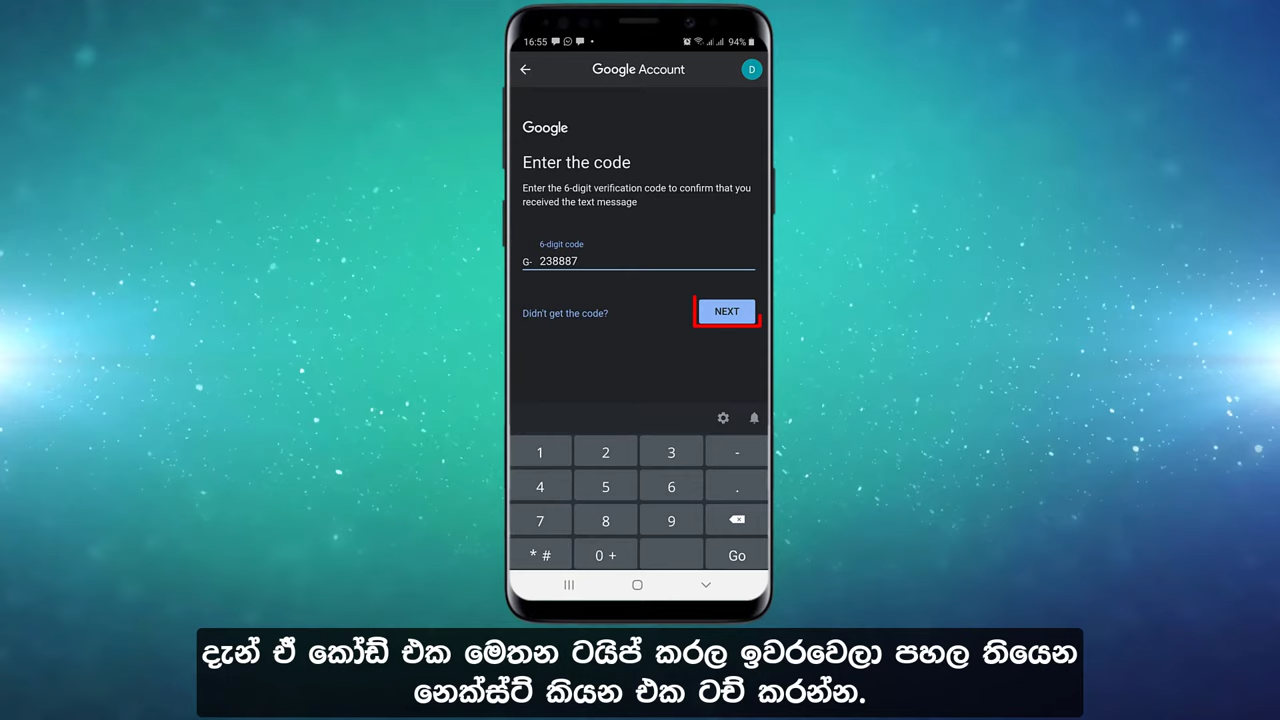 16:55 94%
Google Account D
Google
Enter the code
Enter the 6-digit verification code to confirm that you
received the text message
6-digit code
G- 238887
Didn't get the code? NEXT
1 2 3 -
4 5 6 .
7 8 9
* # 0 + Go
දැන් ඒ කෝඩ් එක මෙතන ටයිප් කරල ඉවරවෙලා පහල තියෙන
නෙක්ස්ට් කියන එක ටච් කරන්න.